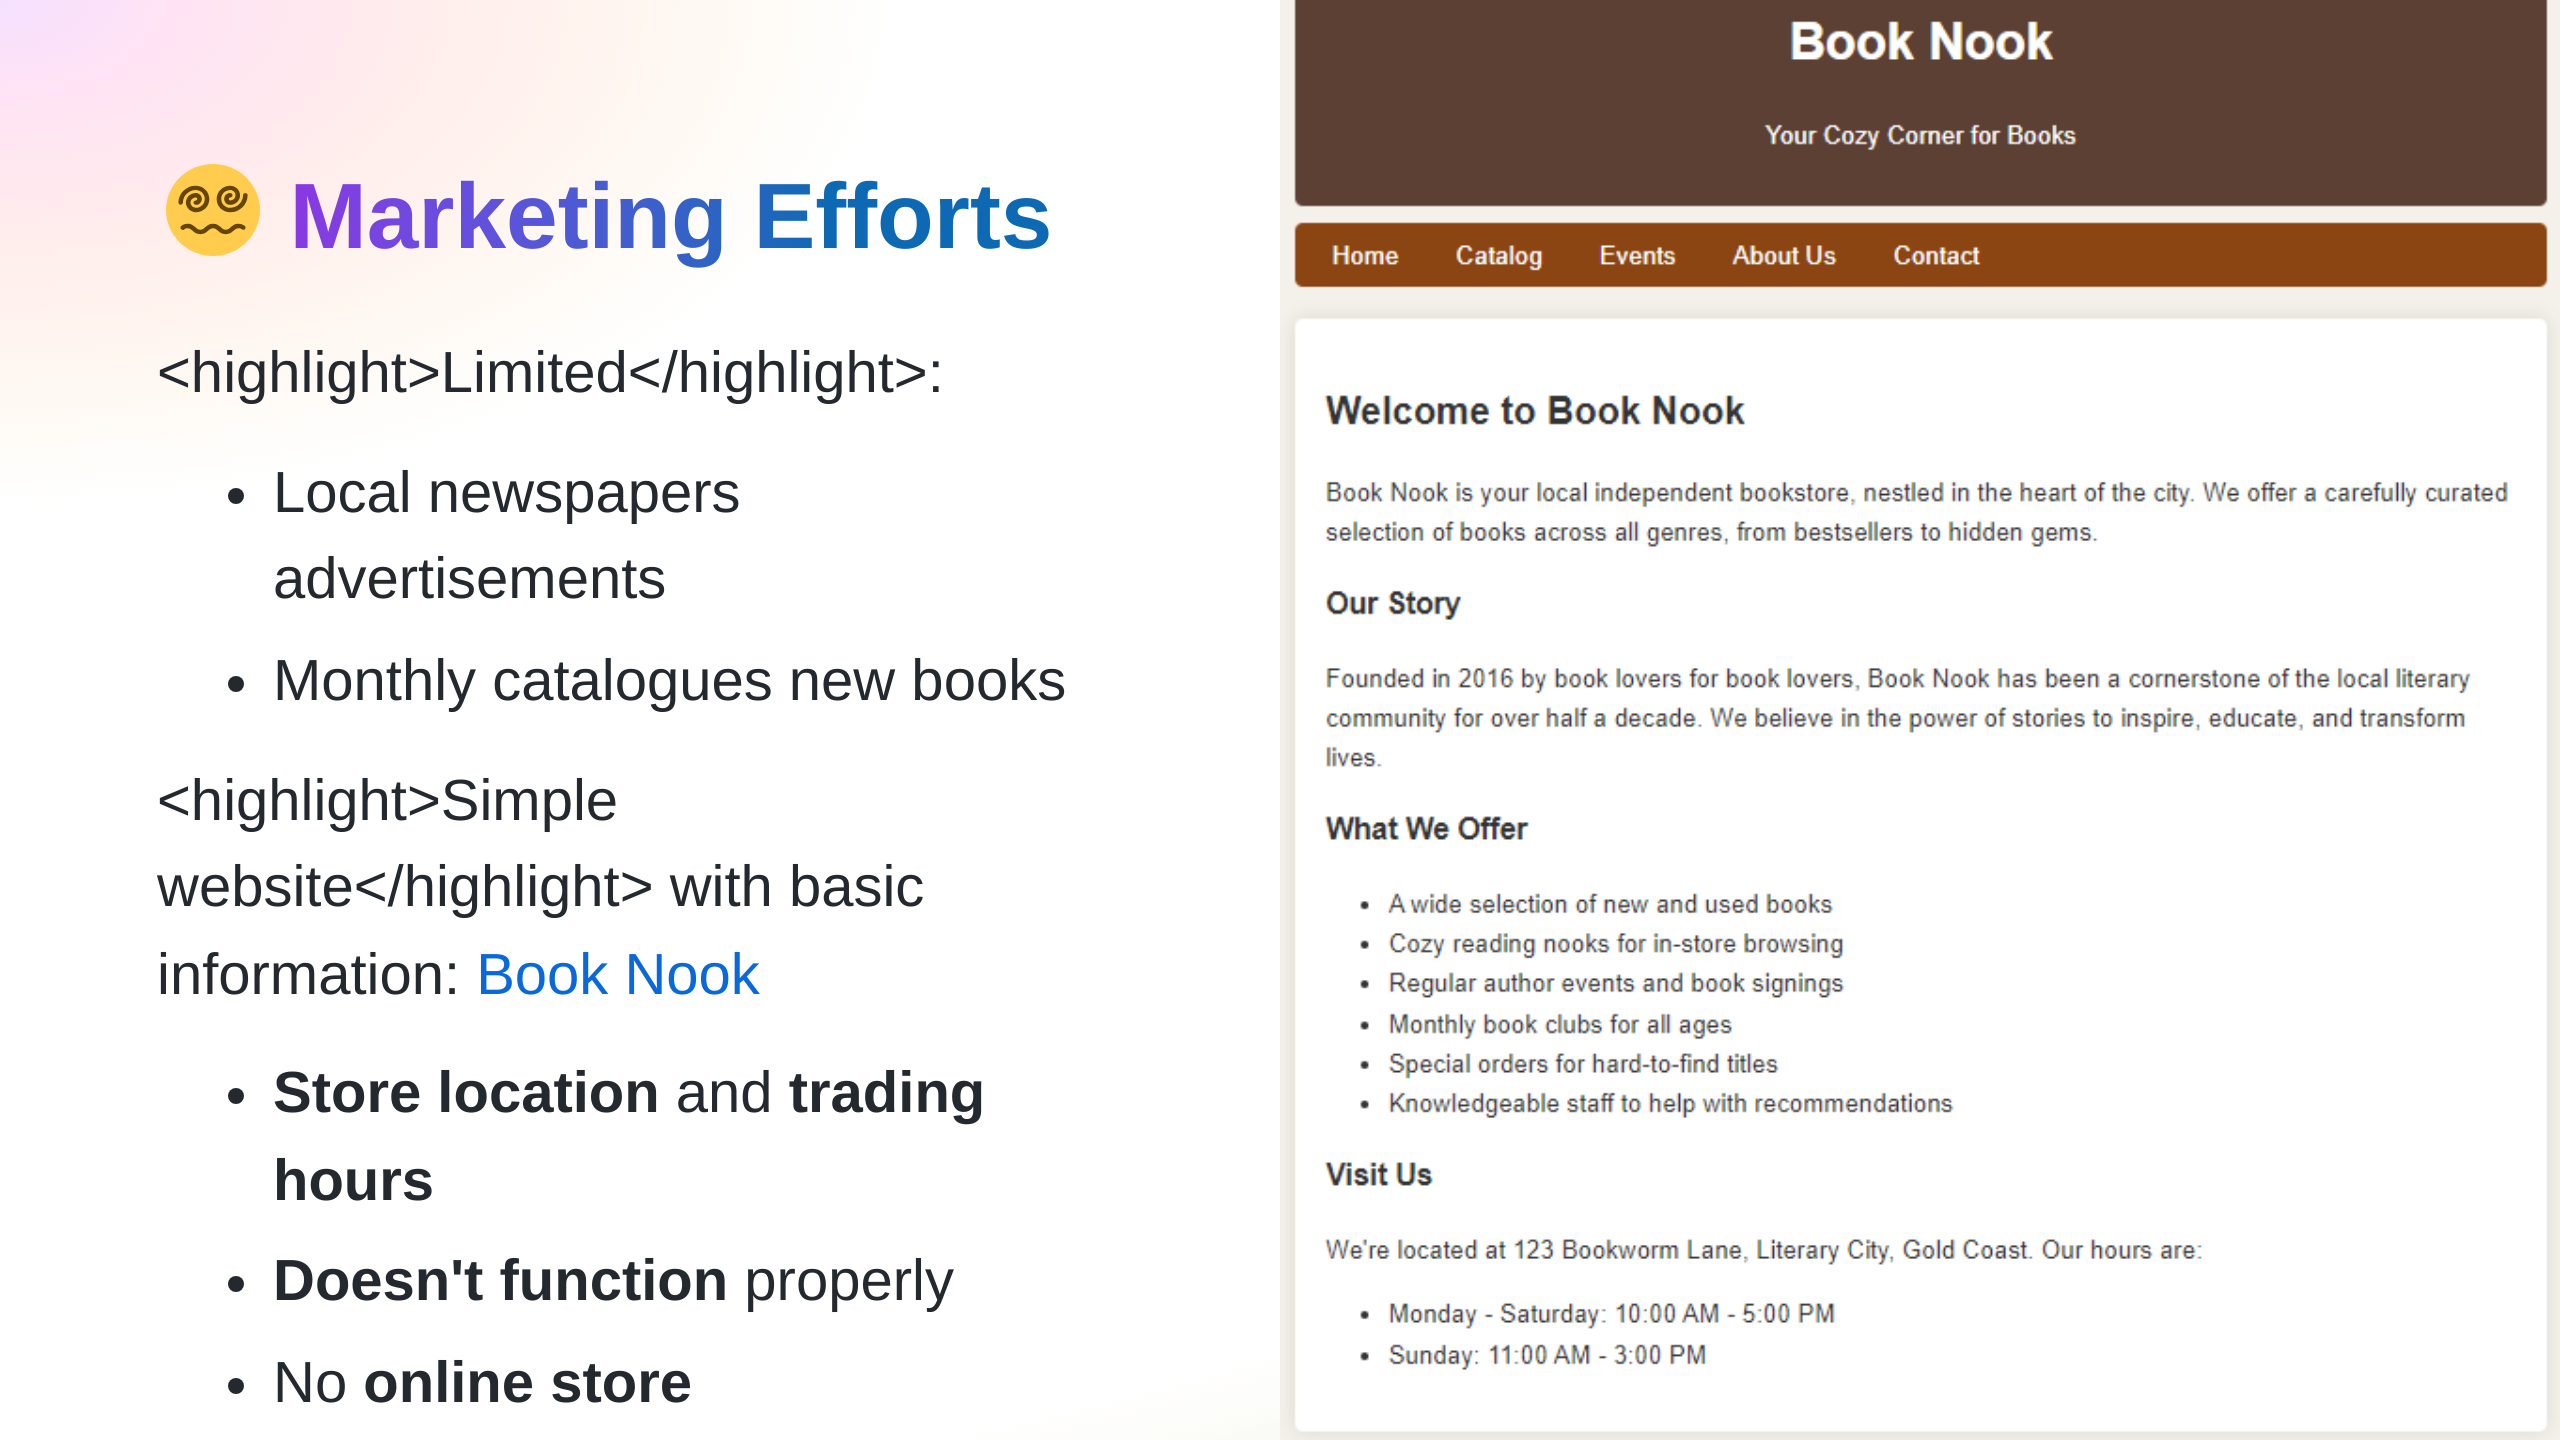 Marketing Efforts
<highlight>Limited</highlight>:
Local newspapers
advertisements
Monthly catalogues new books
<highlight>Simple
website</highlight> with basic
information: Book Nook
Store location and trading
hours
Doesn't function properly
No online store
Book Nook
Your Cozy Corner for Books
Home Catalog Events About Us Contact
Welcome to Book Nook
Book Nook is your local independent bookstore, nestled in the heart of the city. We offer a carefully curated
selection of books across all genres, from bestsellers to hidden gems.
Our Story
Founded in 2016 by book lovers for book lovers, Book Nook has been a cornerstone of the local literary
community for over half a decade. We believe in the power of stories to inspire, educate, and transform
lives.
What We Offer
A wide selection of new and used books
Cozy reading nooks for in-store browsing
Regular author events and book signings
Monthly book clubs for all ages
Special orders for hard-to-find titles
Knowledgeable staff to help with recommendations
Visit Us
We're located at 123 Bookworm Lane, Literary City, Gold Coast. Our hours are:
Monday - Saturday: 10:00 AM - 5:00 PM
Sunday: 11:00 AM - 3:00 PM